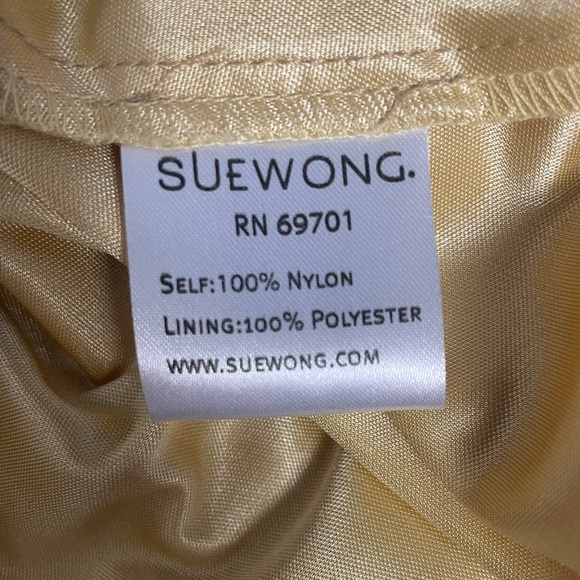 SUEWONG.
RN 69701
SELF:100% NYLON
LINING:100% POLYESTER
WWW.SUEWONG.COM